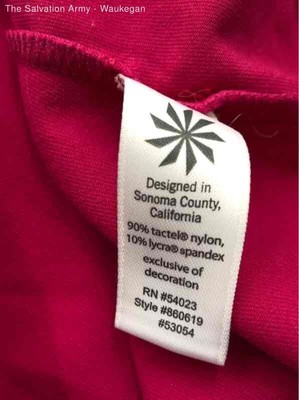 The Salvation Army - Waukegan
Designed in
Sonoma County,
California
90% tactel® nylon,
10% lycra® spandex
exclusive of
decoration
RN #54023
Style #860619
#53054